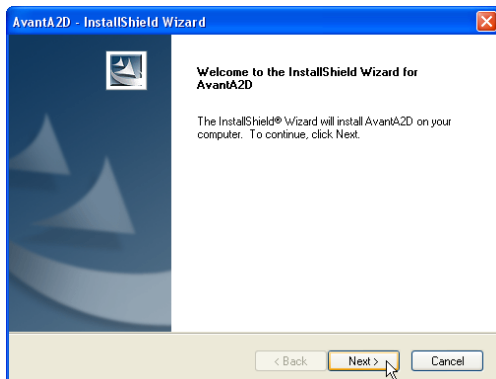 AvantA2D - InstallShield Wizard
Welcome to the InstallShield Wizard for
AvantA2D
The InstallShield® Wizard will install AvantA2D on your
computer. To continue, click Next.
< Back
Next >
Cancel